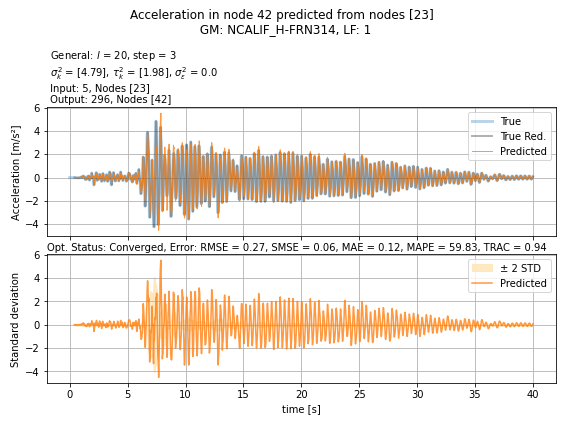 Acceleration in node 42 predicted from nodes [23]
GM: NCALIF_H-FRN314, LF: 1
General: l = 20, step = 3
σ²ₖ = [4.79], τ²ₖ = [1.98], σ²ε = 0.0
Input: 5, Nodes [23]
Output: 296, Nodes [42]
Acceleration [m/s²]
6
4
2
0
−2
−4
True
True Red.
Predicted
Opt. Status: Converged, Error: RMSE = 0.27, SMSE = 0.06, MAE = 0.12, MAPE = 59.83, TRAC = 0.94
Standard deviation
6
4
2
0
−2
−4
± 2 STD
Predicted
0 5 10 15 20 25 30 35 40
time [s]